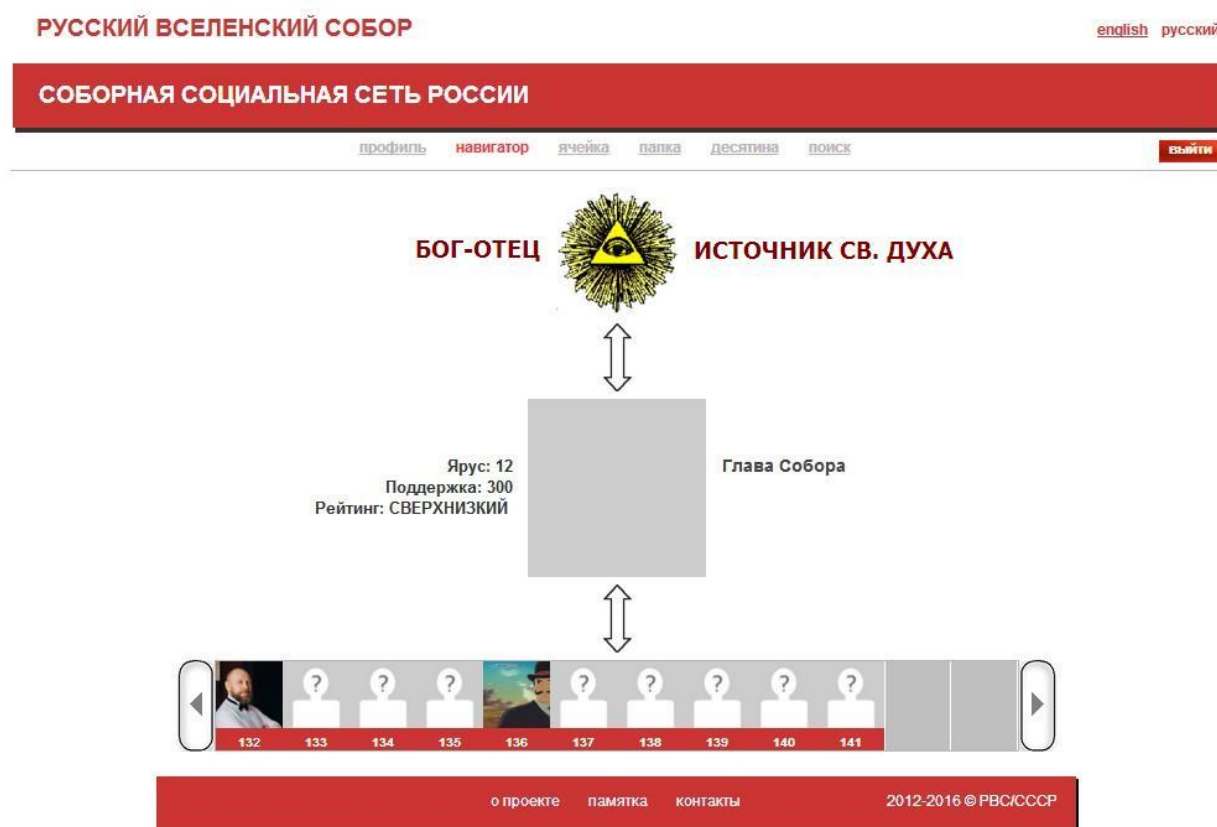 РУССКИЙ ВСЕЛЕНСКИЙ СОБОР
english русский
СОБОРНАЯ СОЦИАЛЬНАЯ СЕТЬ РОССИИ
профиль навигатор ячейка папка десятина поиск
выйти
БОГ-ОТЕЦ ИСТОЧНИК СВ. ДУХА
Ярус: 12
Поддержка: 300
Рейтинг: СВЕРХНИЗКИЙ
Глава Собора
? ? ? ? ? ? ? ?
132 133 134 135 136 137 138 139 140 141
о проекте памятка контакты 2012-2016 © РВС/СССР